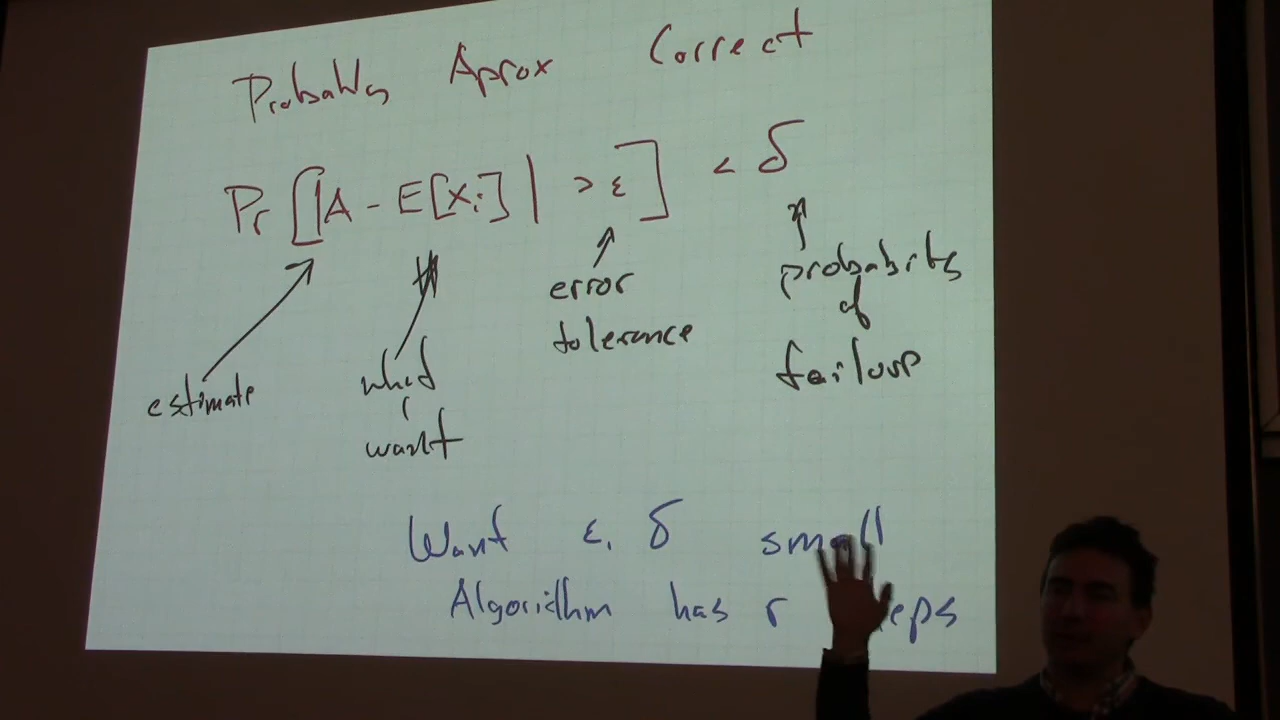 Probably Aprox Correct
Pr[|A - E[Xi]| > ε] < δ
estimate
what
I
want
error
tolerance
probability
of
failure
Want ε, δ small
Algorithm has r